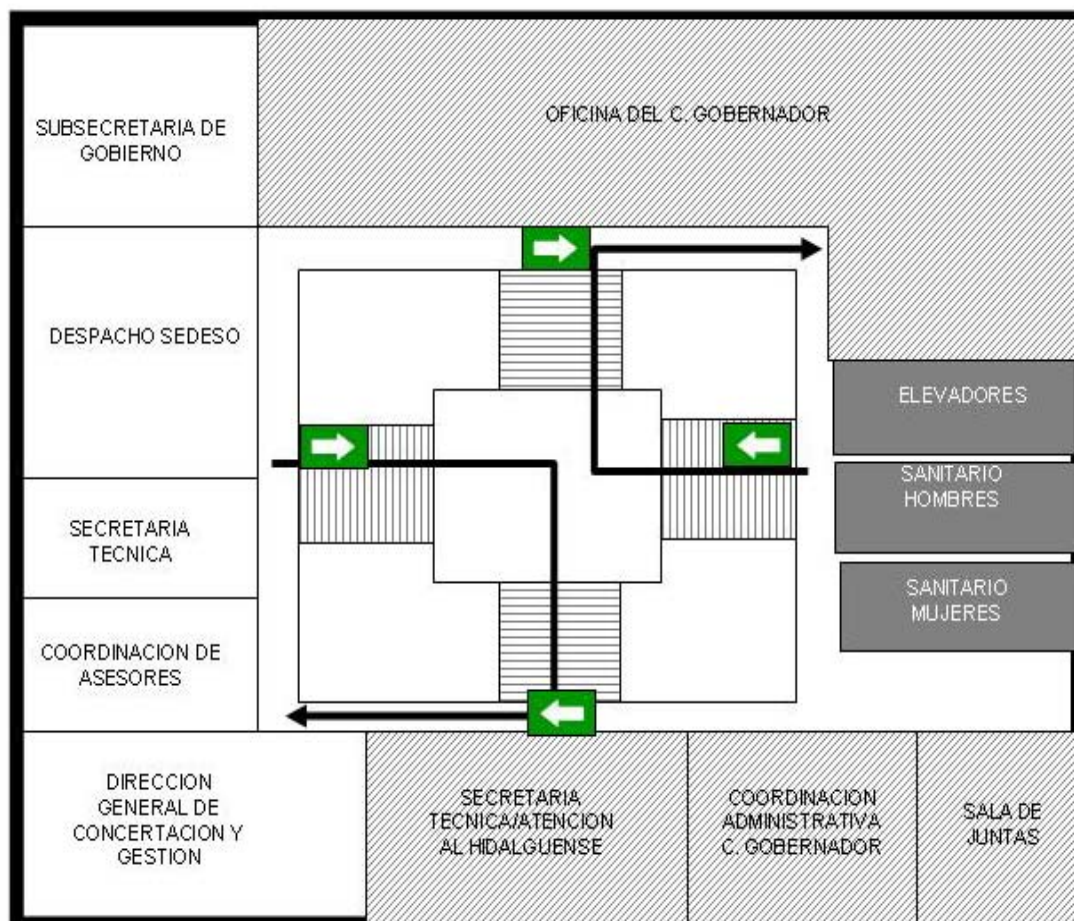 SUBSECRETARIA DE
GOBIERNO
OFICINA DEL C. GOBERNADOR
DESPACHO SEDESO
ELEVADORES
SANITARIO
HOMBRES
SECRETARIA
TECNICA
SANITARIO
MUJERES
COORDINACION DE
ASESORES
DIRECCION
GENERAL DE
CONCERTACION Y
GESTION
SECRETARIA
TECNICA/ATENCION
AL HIDALGUENSE
COORDINACION
ADMINISTRATIVA
C. GOBERNADOR
SALA DE
JUNTAS